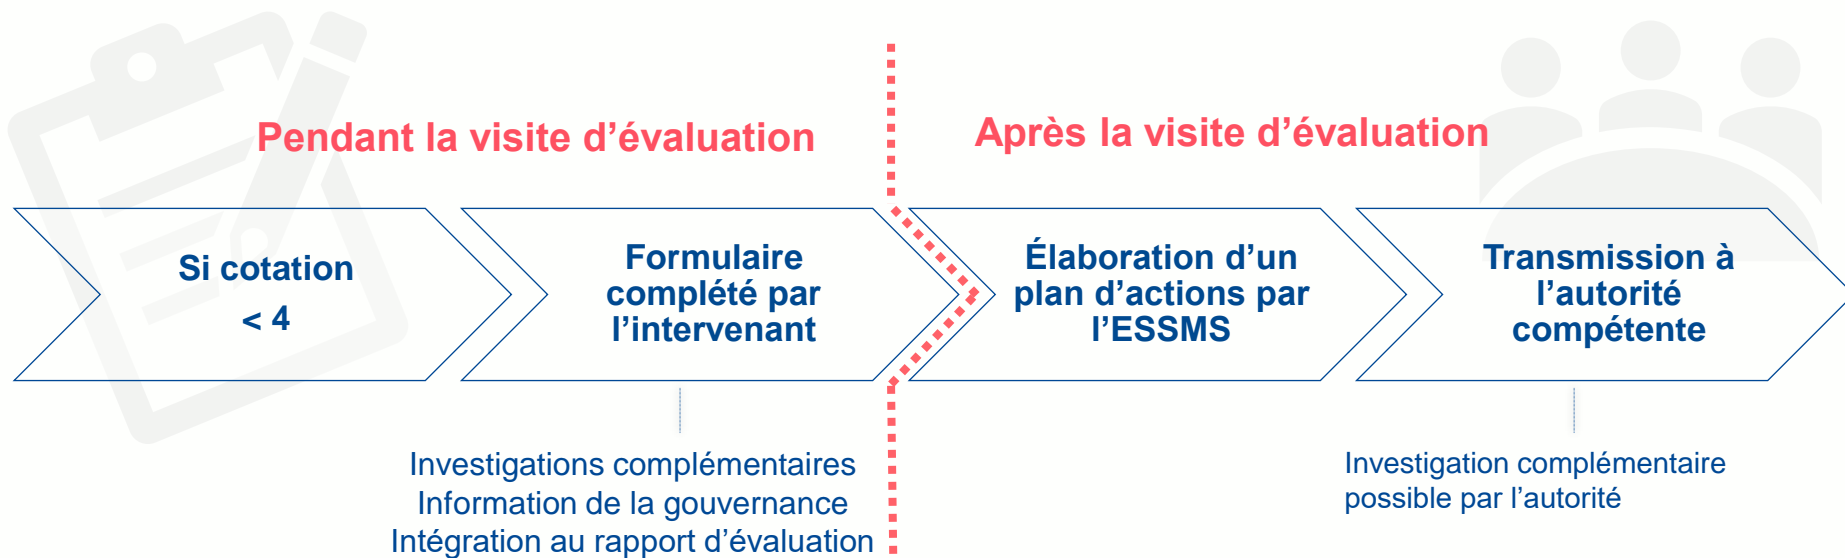 Pendant la visite d’évaluation
Après la visite d’évaluation
Si cotation
< 4
Formulaire
complété par
l’intervenant
Élaboration d’un
plan d’actions par
l’ESSMS
Transmission à
l’autorité
compétente
Investigations complémentaires
Information de la gouvernance
Intégration au rapport d’évaluation
Investigation complémentaire
possible par l’autorité